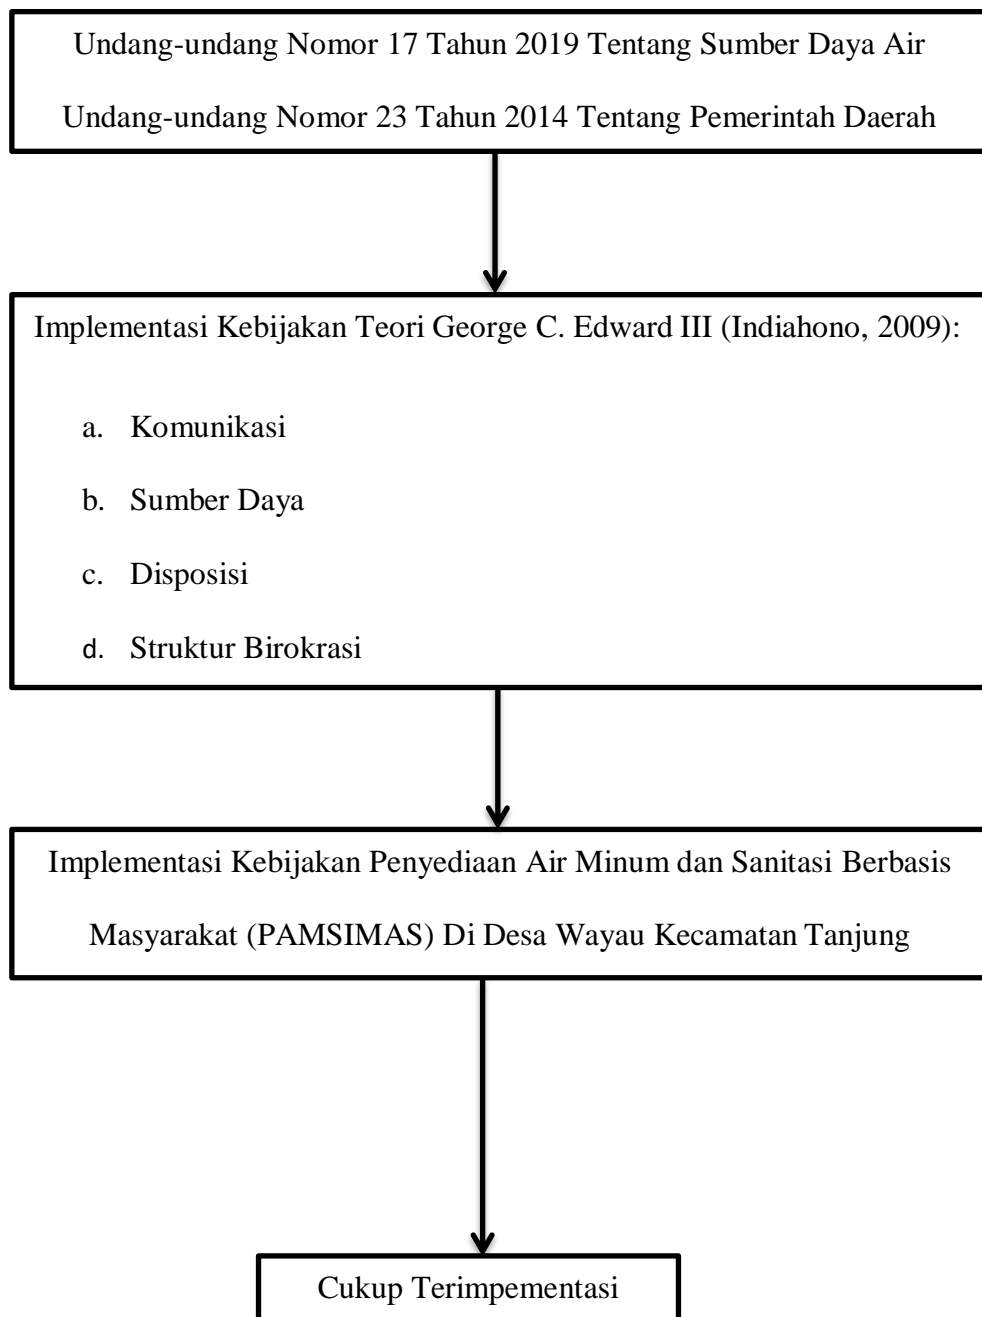 Undang-undang Nomor 17 Tahun 2019 Tentang Sumber Daya Air
Undang-undang Nomor 23 Tahun 2014 Tentang Pemerintah Daerah
Implementasi Kebijakan Teori George C. Edward III (Indiahono, 2009):
a. Komunikasi
b. Sumber Daya
c. Disposisi
d. Struktur Birokrasi
Implementasi Kebijakan Penyediaan Air Minum dan Sanitasi Berbasis
Masyarakat (PAMSIMAS) Di Desa Wayau Kecamatan Tanjung
Cukup Terimpementasi